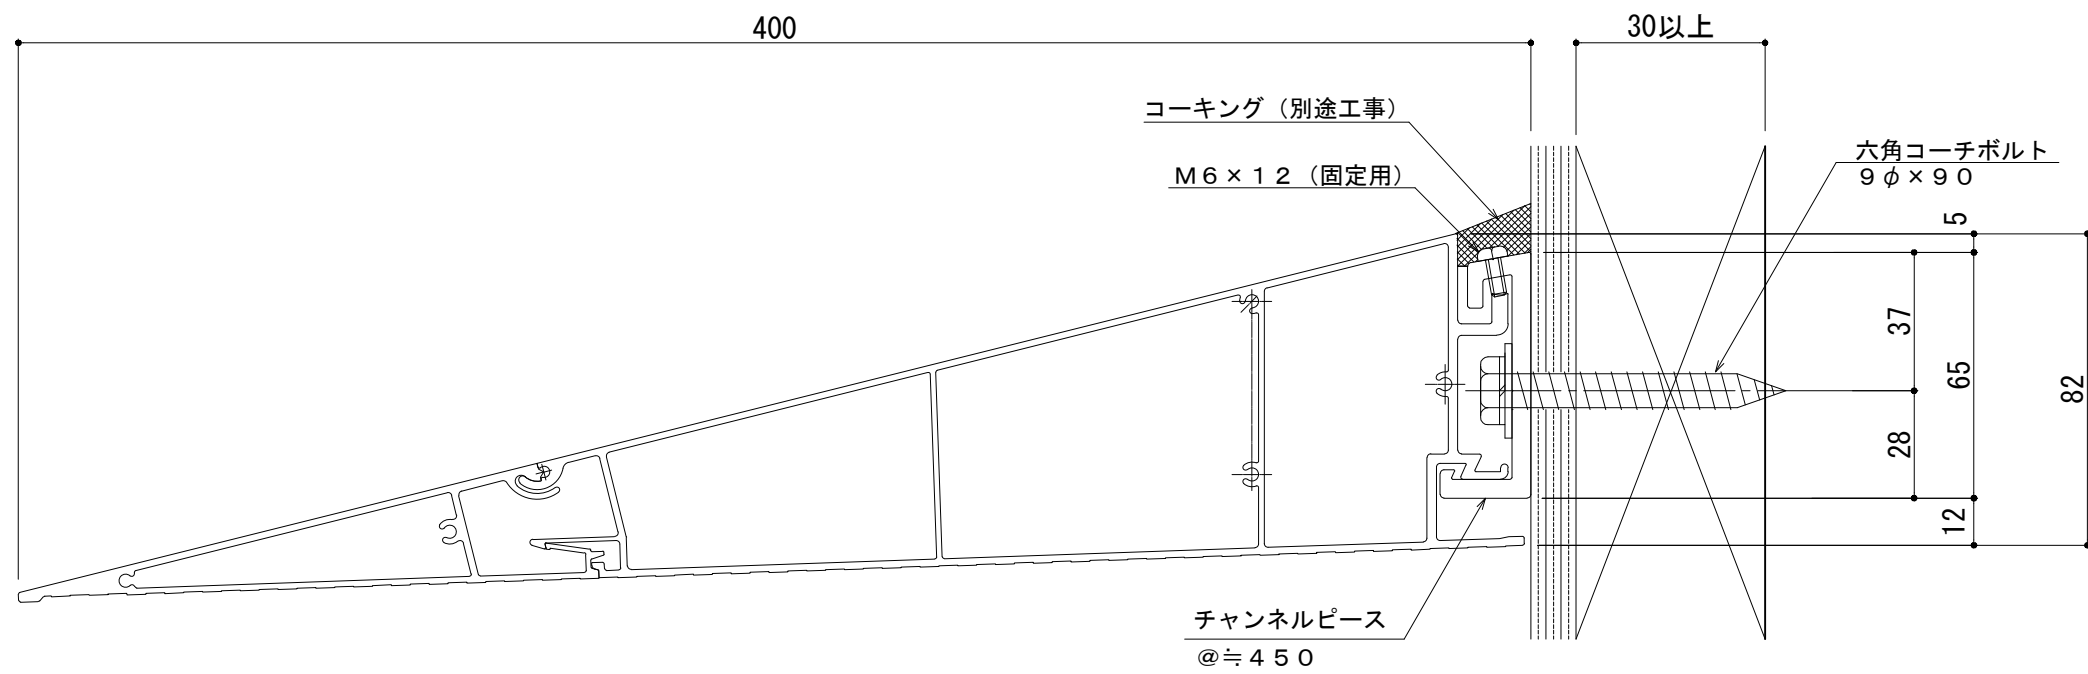 400
30以上
コーキング（別途工事）
Ｍ６×１２（固定用）
六角コーチボルト
９φ×９０
5
37
65
82
28
12
チャンネルピース
＠≒４５０